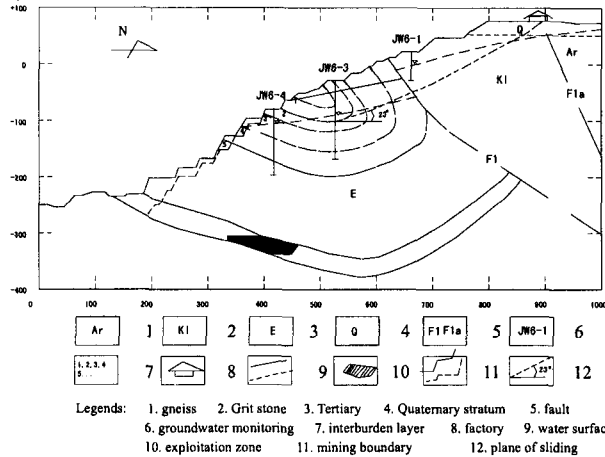 N
100
0
-100
-200
-300
-400
JW6-1
JW6-3
JW6-4
Q
Ar
Kl
F1a
F1
E
23°
5
0 100 200 300 400 500 600 700 800 900 1000
Ar 1 Kl 2 E 3 Q 4 F1 F1a 5 JW6-1 6
1, 2, 3, 4 5... 7 8 9 10 11 23° 12
Legends: 1. gneiss 2. Grit stone 3. Tertiary 4. Quaternary stratum 5. fault
6. groundwater monitoring 7. interburden layer 8. factory 9. water surfac
10. exploitation zone 11. mining boundary 12. plane of sliding